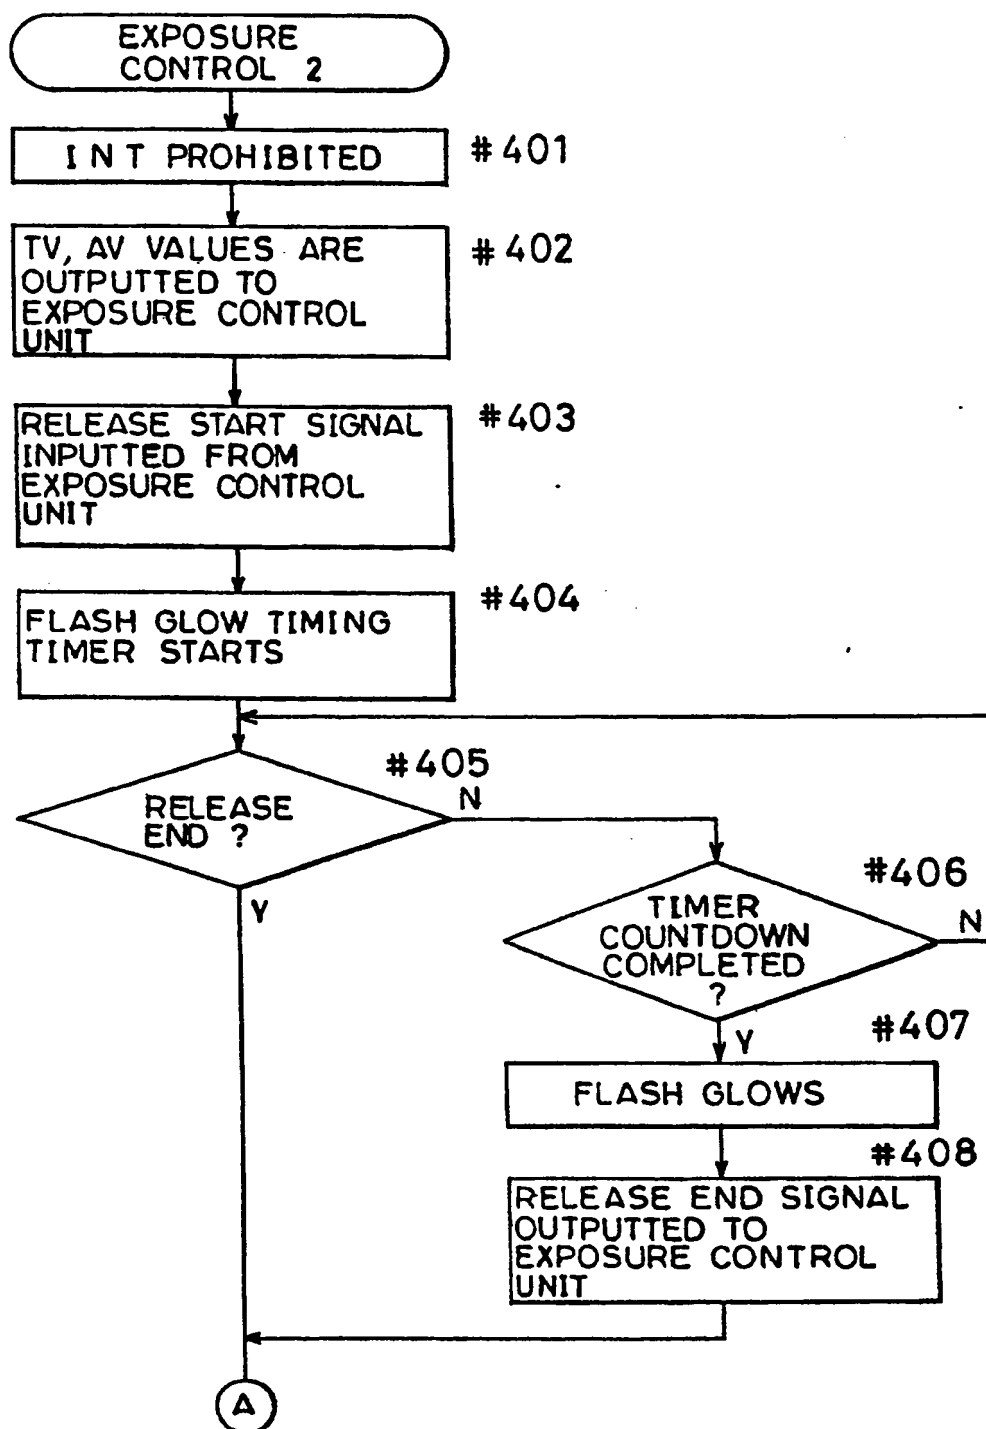 EXPOSURE
CONTROL 2
INT PROHIBITED
#401
TV, AV VALUES ARE
OUTPUTTED TO
EXPOSURE CONTROL
UNIT
#402
RELEASE START SIGNAL
INPUTTED FROM
EXPOSURE CONTROL
UNIT
#403
FLASH GLOW TIMING
TIMER STARTS
#404
#405
RELEASE
END ?
N
Y
#406
TIMER
COUNTDOWN
COMPLETED
?
N
Y
#407
FLASH GLOWS
#408
RELEASE END SIGNAL
OUTPUTTED TO
EXPOSURE CONTROL
UNIT
A